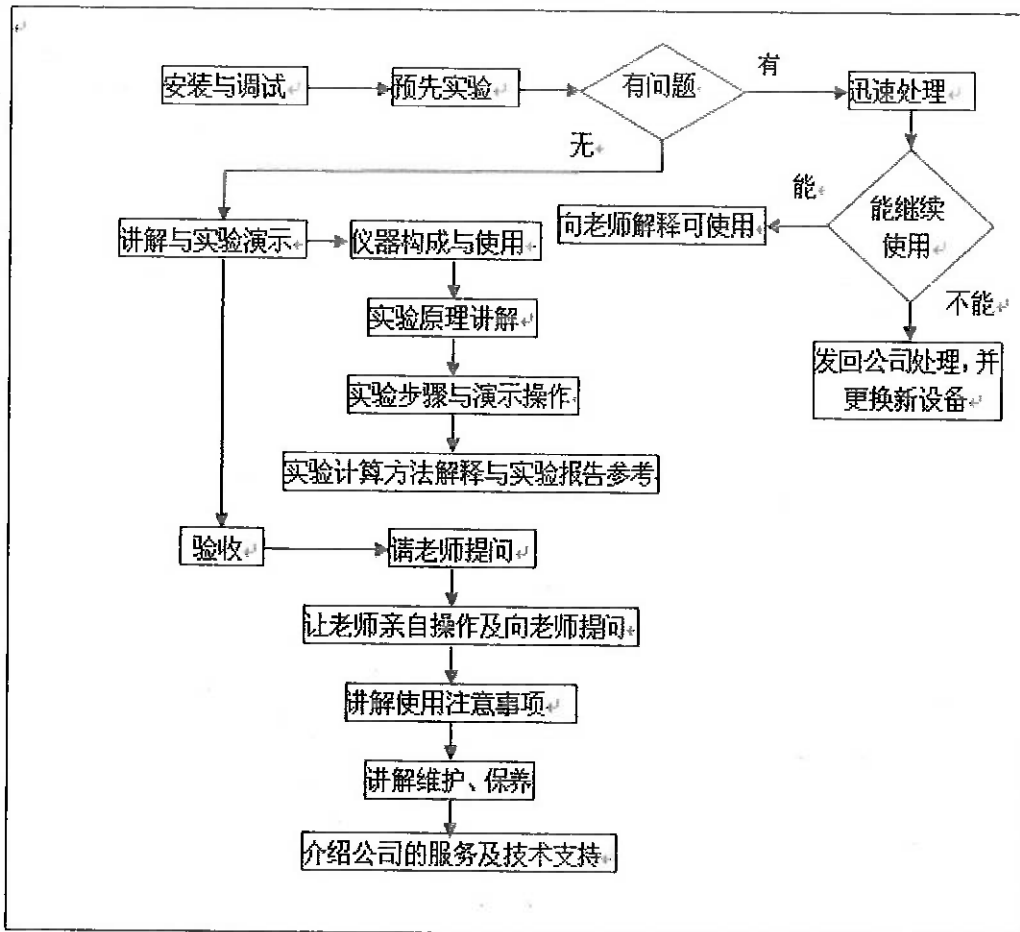 安装与调试
预先实验
有问题
有
迅速处理
无
能
能继续
使用
向老师解释可使用
不能
发回公司处理，并
更换新设备
讲解与实验演示
仪器构成与使用
实验原理讲解
实验步骤与演示操作
实验计算方法解释与实验报告参考
验收
请老师提问
让老师亲自操作及向老师提问
讲解使用注意事项
讲解维护、保养
介绍公司的服务及技术支持